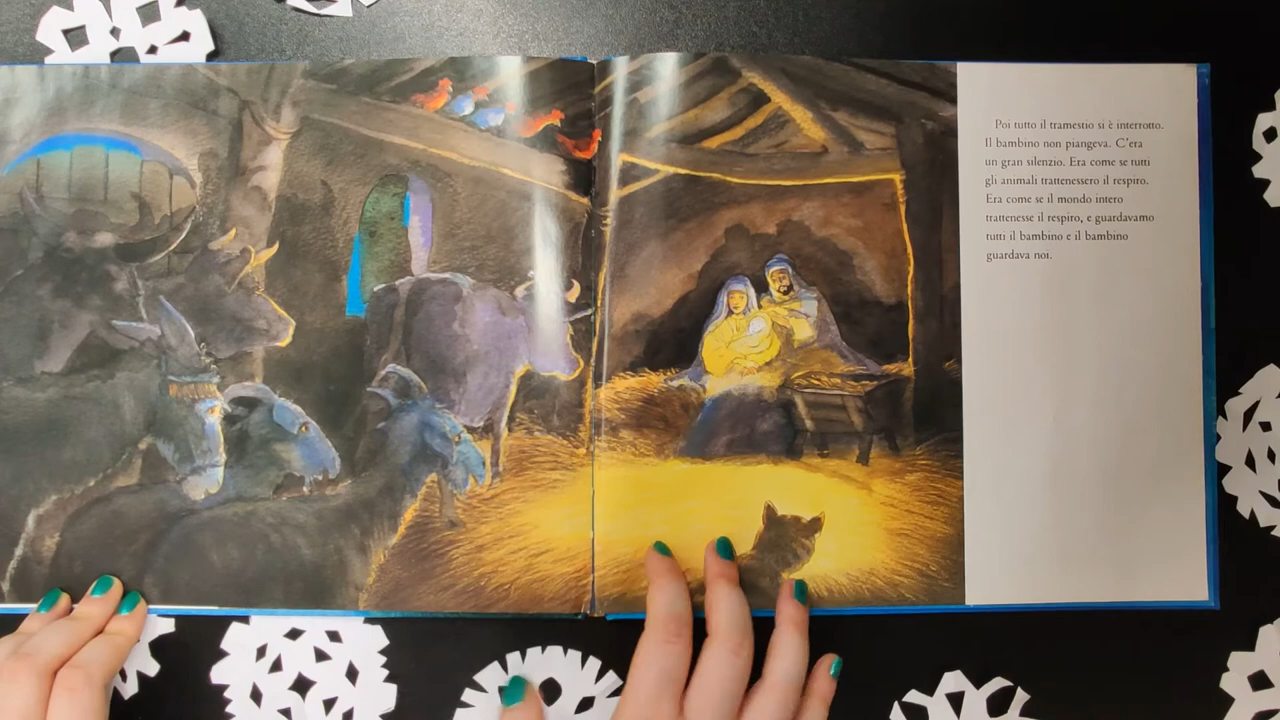 Poi tutto il tramestio si è interrotto.
Il bambino non piangeva. C'era
un gran silenzio. Era come se tutti
gli animali trattenessero il respiro.
Era come se il mondo intero
trattenesse il respiro, e guardavamo
tutti il bambino e il bambino
guardava noi.